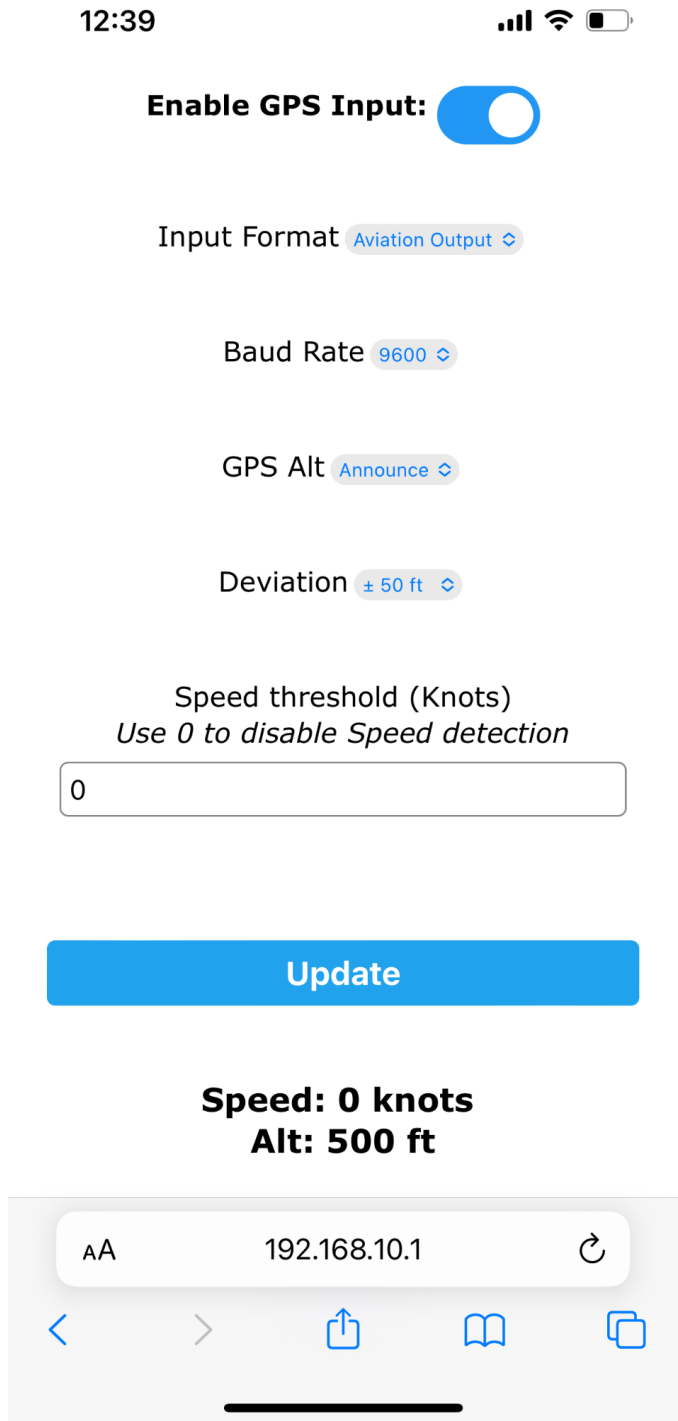 12:39
Enable GPS Input:
Input Format Aviation Output
Baud Rate 9600
GPS Alt Announce
Deviation ± 50 ft
Speed threshold (Knots)
Use 0 to disable Speed detection
0
Update
Speed: 0 knots
Alt: 500 ft
AA 192.168.10.1